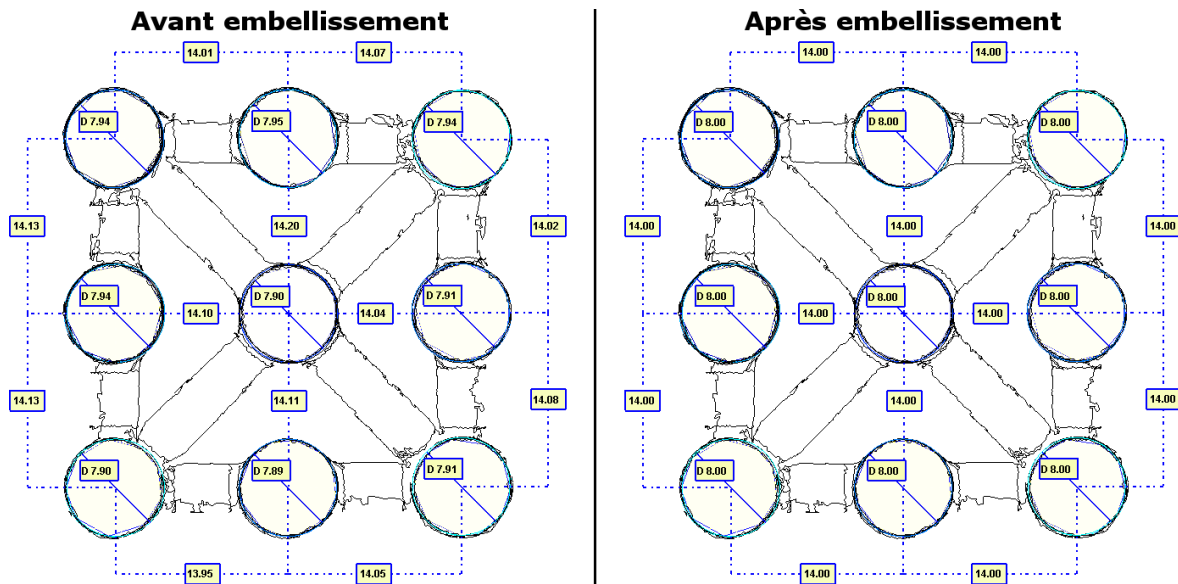 Avant embellissement
14.01
14.07
D 7.94
D 7.95
D 7.94
14.13
14.20
14.02
D 7.94
D 7.90
D 7.91
14.10
14.04
14.13
14.11
14.08
D 7.90
D 7.89
D 7.91
13.95
14.05
Après embellissement
14.00
14.00
D 8.00
D 8.00
D 8.00
14.00
14.00
14.00
D 8.00
D 8.00
D 8.00
14.00
14.00
14.00
14.00
14.00
D 8.00
D 8.00
D 8.00
14.00
14.00